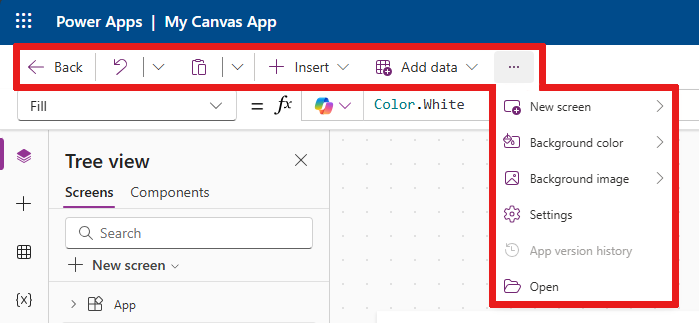 Power Apps | My Canvas App
Back Insert Add data ...
Fill = fx Color.White
New screen
Background color
Background image
Settings
App version history
Open
Tree view
Screens Components
Search
New screen
App
{x}